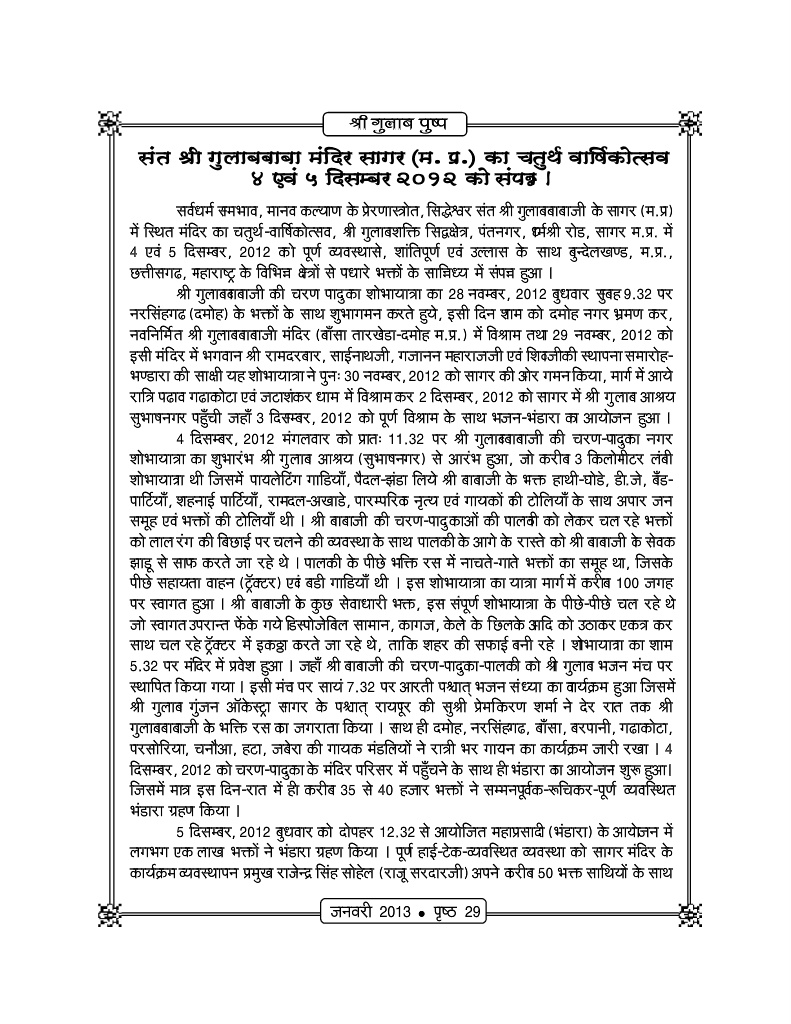 श्री गुलाब पुष्प
संत श्री गुलाबबाबा मंदिर सागर (म. प्र.) का चतुर्थ वार्षिकोत्सव
४ एवं ५ दिसम्बर २०१२ को संपन्न ।
सर्वधर्म समभाव, मानव कल्याण के प्रेरणास्त्रोत, सिद्धेश्वर संत श्री गुलाबबाबाजी के सागर (म.प्र)
में स्थित मंदिर का चतुर्थ-वार्षिकोत्सव, श्री गुलाबशक्ति सिद्वक्षेत्र, पंतनगर, धर्मश्री रोड, सागर म.प्र. में
4 एवं 5 दिसम्बर, 2012 को पूर्ण व्यवस्थासे, शांतिपूर्ण एवं उल्लास के साथ बुन्देलखण्ड, म.प्र.,
छत्तीसगढ, महाराष्ट्र के विभिन्न क्षेत्रों से पधारे भक्तों के सान्निध्य में संपन्न हुआ ।
श्री गुलाबबाबाजी की चरण पादुका शोभायात्रा का 28 नवम्बर, 2012 बुधवार सुबह 9.32 पर
नरसिंहगढ (दमोह) के भक्तों के साथ शुभागमन करते हुये, इसी दिन शाम को दमोह नगर भ्रमण कर,
नवनिर्मित श्री गुलाबबाबाजी मंदिर (बाँसा तारखेडा-दमोह म.प्र.) में विश्राम तथा 29 नवम्बर, 2012 को
इसी मंदिर में भगवान श्री रामदरबार, साईनाथजी, गजानन महाराजजी एवं शिवजीकी स्थापना समारोह-
भण्डारा की साक्षी यह शोभायात्रा ने पुनः 30 नवम्बर, 2012 को सागर की ओर गमन किया, मार्ग में आये
रात्रि पढाव गढाकोटा एवं जटाशंकर धाम में विश्राम कर 2 दिसम्बर, 2012 को सागर में श्री गुलाब आश्रय
सुभाषनगर पहुँची जहाँ 3 दिसम्बर, 2012 को पूर्ण विश्राम के साथ भजन-भंडारा का आयोजन हुआ ।
4 दिसम्बर, 2012 मंगलवार को प्रातः 11.32 पर श्री गुलाबबाबाजी की चरण-पादुका नगर
शोभायात्रा का शुभारंभ श्री गुलाब आश्रय (सुभाषनगर) से आरंभ हुआ, जो करीब 3 किलोमीटर लंबी
शोभायात्रा थी जिसमें पायलेटिंग गाडियाँ, पैदल-झंडा लिये श्री बाबाजी के भक्त हाथी-घोडे, डी.जे, बँड-
पार्टियाँ, शहनाई पार्टियाँ, रामदल-अखाडे, पारम्परिक नृत्य एवं गायकों की टोलियाँ के साथ अपार जन
समूह एवं भक्तों की टोलियाँ थी । श्री बाबाजी की चरण-पादुकाओं की पालकी को लेकर चल रहे भक्तों
को लाल रंग की बिछाई पर चलने की व्यवस्था के साथ पालकी के आगे के रास्ते को श्री बाबाजी के सेवक
झाडू से साफ करते जा रहे थे । पालकी के पीछे भक्ति रस में नाचते-गाते भक्तों का समूह था, जिसके
पीछे सहायता वाहन (ट्रॅक्टर) एवं बडी गाडियाँ थी । इस शोभायात्रा का यात्रा मार्ग में करीब 100 जगह
पर स्वागत हुआ । श्री बाबाजी के कुछ सेवाधारी भक्त, इस संपूर्ण शोभायात्रा के पीछे-पीछे चल रहे थे
जो स्वागत उपरान्त फेंके गये डिस्पोजेबिल सामान, कागज, केले के छिलके आदि को उठाकर एकत्र कर
साथ चल रहे ट्रॅक्टर में इकठ्ठा करते जा रहे थे, ताकि शहर की सफाई बनी रहे । शोभायात्रा का शाम
5.32 पर मंदिर में प्रवेश हुआ । जहाँ श्री बाबाजी की चरण-पादुका-पालकी को श्री गुलाब भजन मंच पर
स्थापित किया गया । इसी मंच पर सायं 7.32 पर आरती पश्चात् भजन संध्या का कार्यक्रम हुआ जिसमें
श्री गुलाब गुंजन ऑकेस्ट्रा सागर के पश्चात् रायपूर की सुश्री प्रेमकिरण शर्मा ने देर रात तक श्री
गुलाबबाबाजी के भक्ति रस का जगराता किया । साथ ही दमोह, नरसिंहगढ, बाँसा, बरपानी, गढाकोटा,
परसोरिया, चनौआ, हटा, जबेरा की गायक मंडलियों ने रात्री भर गायन का कार्यक्रम जारी रखा । 4
दिसम्बर, 2012 को चरण-पादुका के मंदिर परिसर में पहुँचने के साथ ही भंडारा का आयोजन शुरू हुआ।
जिसमें मात्र इस दिन-रात में ही करीब 35 से 40 हजार भक्तों ने सम्मनपूर्वक-रूचिकर-पूर्ण व्यवस्थित
भंडारा ग्रहण किया ।
5 दिसम्बर, 2012 बुधवार को दोपहर 12.32 से आयोजित महाप्रसादी (भंडारा) के आयोजन में
लगभग एक लाख भक्तों ने भंडारा ग्रहण किया । पूर्ण हाई-टेक-व्यवस्थित व्यवस्था को सागर मंदिर के
कार्यक्रम व्यवस्थापन प्रमुख राजेन्द्र सिंह सोहेल (राजू सरदारजी) अपने करीब 50 भक्त साथियों के साथ
जनवरी 2013 ● पृष्ठ 29